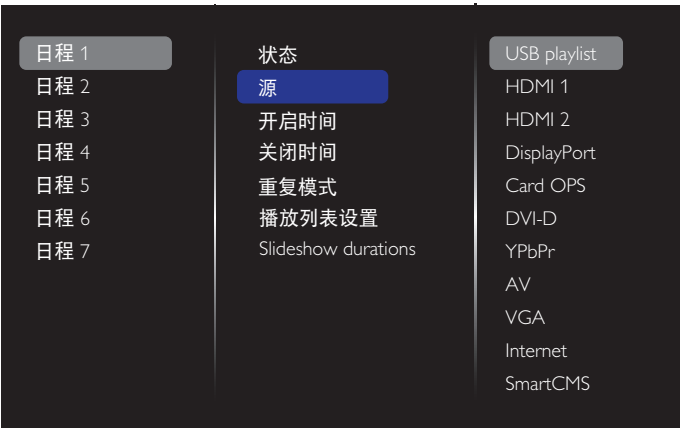 日程 1
日程 2
日程 3
日程 4
日程 5
日程 6
日程 7
状态
源
开启时间
关闭时间
重复模式
播放列表设置
Slideshow durations
USB playlist
HDMI 1
HDMI 2
DisplayPort
Card OPS
DVI-D
YPbPr
AV
VGA
Internet
SmartCMS